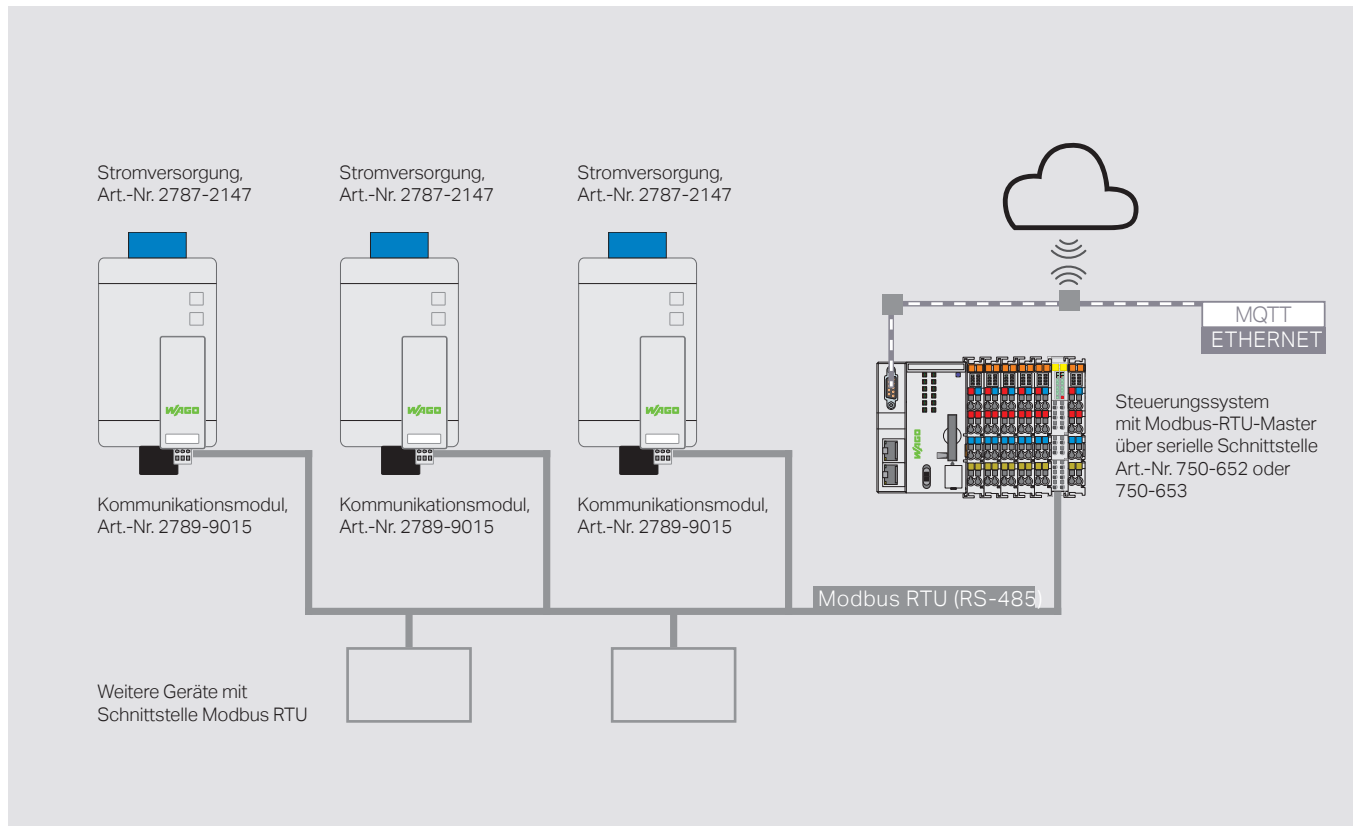 Stromversorgung,
Art.-Nr. 2787-2147
Stromversorgung,
Art.-Nr. 2787-2147
Stromversorgung,
Art.-Nr. 2787-2147
WAGO
WAGO
WAGO
Kommunikationsmodul,
Art.-Nr. 2789-9015
Kommunikationsmodul,
Art.-Nr. 2789-9015
Kommunikationsmodul,
Art.-Nr. 2789-9015
MQTT
ETHERNET
WAGO
Steuerungssystem
mit Modbus-RTU-Master
über serielle Schnittstelle
Art.-Nr. 750-652 oder
750-653
Modbus RTU (RS-485)
Weitere Geräte mit
Schnittstelle Modbus RTU